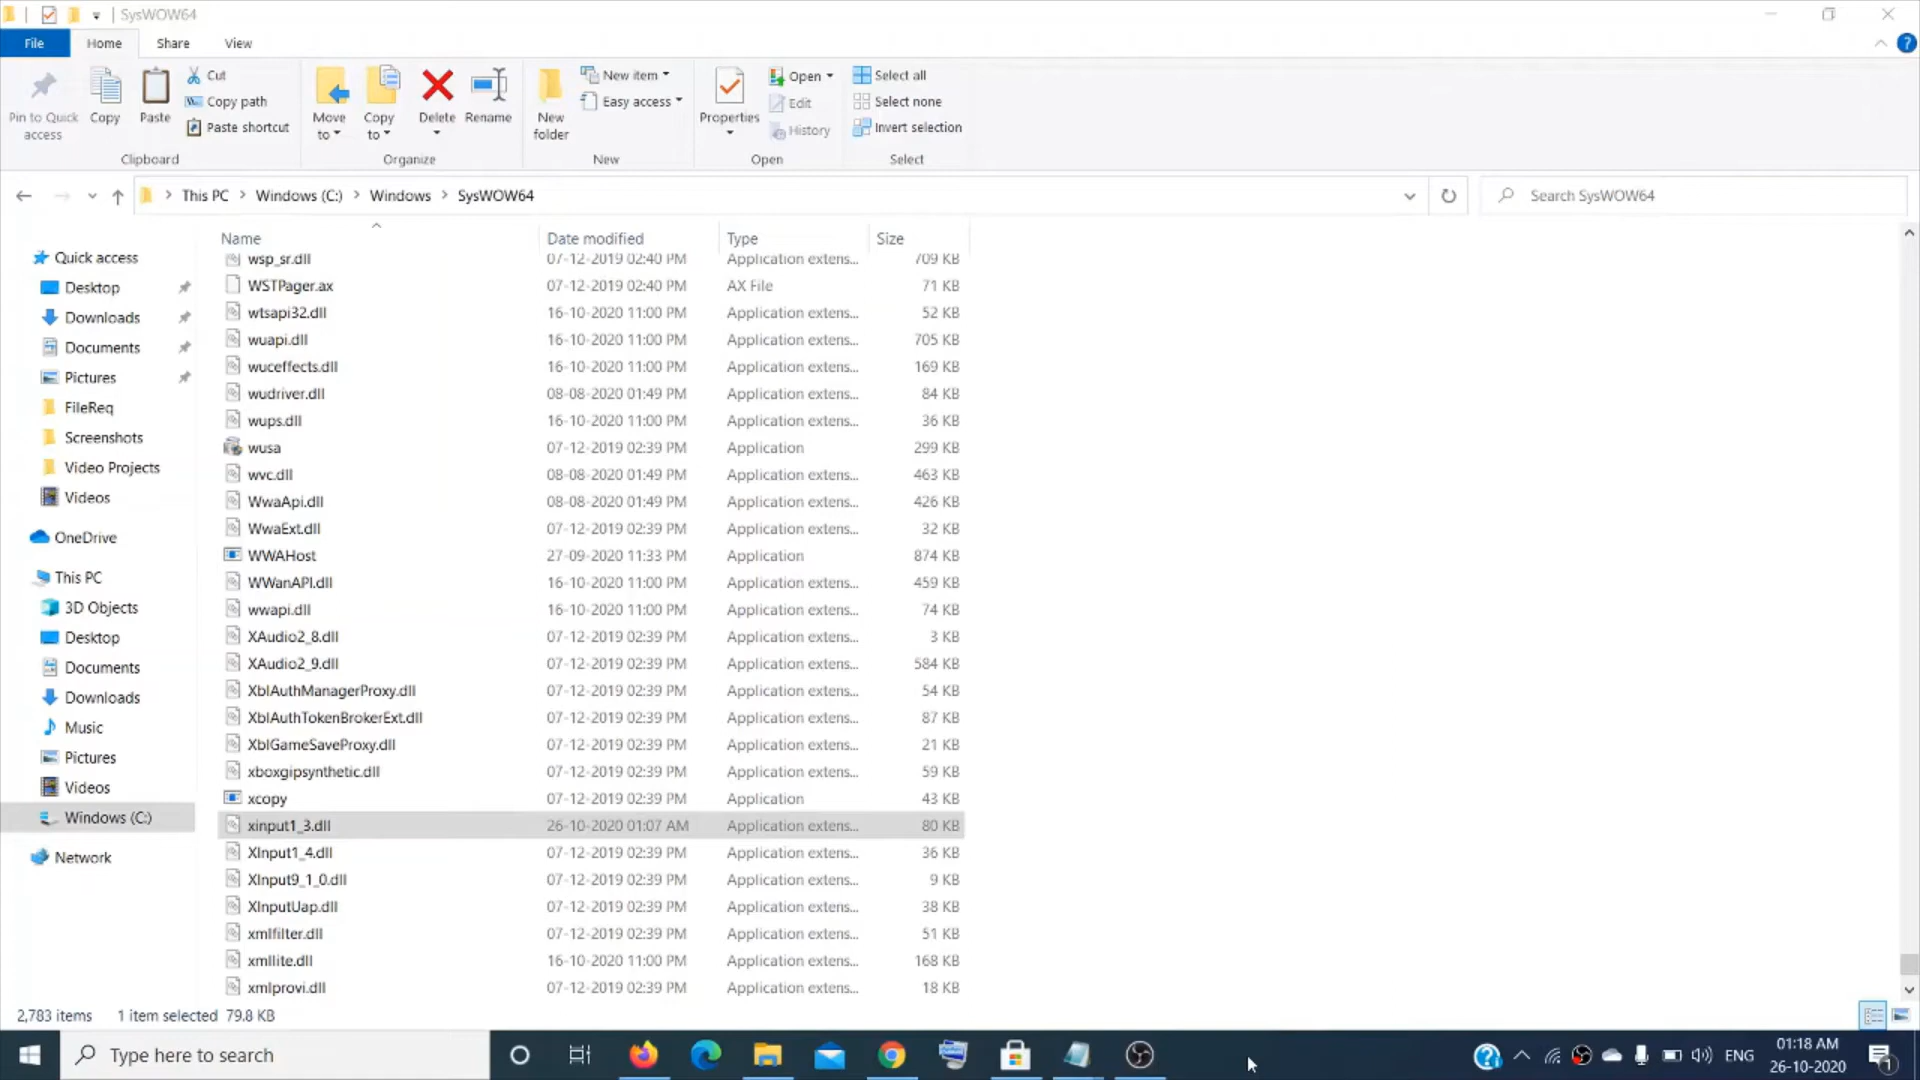 SysWOW64
File Home Share View
Pin to Quick access
Copy
Paste
Cut
Copy path
Paste shortcut
Clipboard
Move to
Copy to
Delete
Rename
Organize
New folder
New item
Easy access
New
Properties
Open
Edit
History
Open
Select all
Select none
Invert selection
Select
This PC > Windows (C:) > Windows > SysWOW64
Search SysWOW64
Quick access
Desktop
Downloads
Documents
Pictures
FileReq
Screenshots
Video Projects
Videos
OneDrive
This PC
3D Objects
Desktop
Documents
Downloads
Music
Pictures
Videos
Windows (C:)
Network
Name Date modified Type Size
wsp_sr.dll 07-12-2019 02:40 PM Application extens... 709 KB
WSTPager.ax 07-12-2019 02:40 PM AX File 71 KB
wtsapi32.dll 16-10-2020 11:00 PM Application extens... 52 KB
wuapi.dll 16-10-2020 11:00 PM Application extens... 705 KB
wuceffects.dll 16-10-2020 11:00 PM Application extens... 169 KB
wudriver.dll 08-08-2020 01:49 PM Application extens... 84 KB
wups.dll 16-10-2020 11:00 PM Application extens... 36 KB
wusa 07-12-2019 02:39 PM Application 299 KB
wvc.dll 08-08-2020 01:49 PM Application extens... 463 KB
WwaApi.dll 08-08-2020 01:49 PM Application extens... 426 KB
WwaExt.dll 07-12-2019 02:39 PM Application extens... 32 KB
WWAHost 27-09-2020 11:33 PM Application 874 KB
WWanAPI.dll 16-10-2020 11:00 PM Application extens... 459 KB
wwapi.dll 16-10-2020 11:00 PM Application extens... 74 KB
XAudio2_8.dll 07-12-2019 02:39 PM Application extens... 3 KB
XAudio2_9.dll 07-12-2019 02:39 PM Application extens... 584 KB
XblAuthManagerProxy.dll 07-12-2019 02:39 PM Application extens... 54 KB
XblAuthTokenBrokerExt.dll 07-12-2019 02:39 PM Application extens... 87 KB
XblGameSaveProxy.dll 07-12-2019 02:39 PM Application extens... 21 KB
xboxgipsynthetic.dll 07-12-2019 02:39 PM Application extens... 59 KB
xcopy 07-12-2019 02:39 PM Application 43 KB
xinput1_3.dll 26-10-2020 01:07 AM Application extens... 80 KB
XInput1_4.dll 07-12-2019 02:39 PM Application extens... 36 KB
XInput9_1_0.dll 07-12-2019 02:39 PM Application extens... 9 KB
XInputUap.dll 07-12-2019 02:39 PM Application extens... 38 KB
xmlfilter.dll 07-12-2019 02:39 PM Application extens... 51 KB
xmllite.dll 16-10-2020 11:00 PM Application extens... 168 KB
xmlprovi.dll 07-12-2019 02:39 PM Application extens... 18 KB
2,783 items 1 item selected 79.8 KB
Type here to search
ENG
01:18 AM
26-10-2020
1